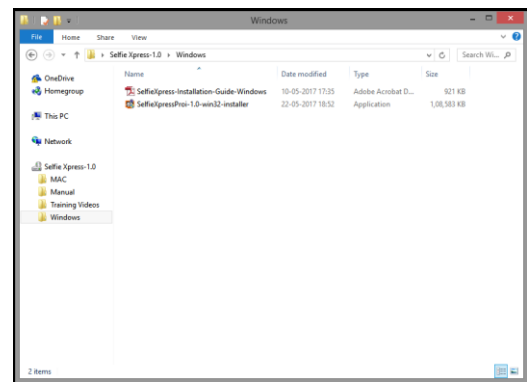 Windows
File Home Share View
Selfie Xpress-1.0 Windows
Search Wi...
Name Date modified Type Size
OneDrive
Homegroup
This PC
Network
Selfie Xpress-1.0
MAC
Manual
Training Videos
Windows
SelfieXpress-Installation-Guide-Windows 10-05-2017 17:35 Adobe Acrobat D... 921 KB
SelfieXpressProi-1.0-win32-installer 22-05-2017 18:52 Application 1,08,583 KB
2 items